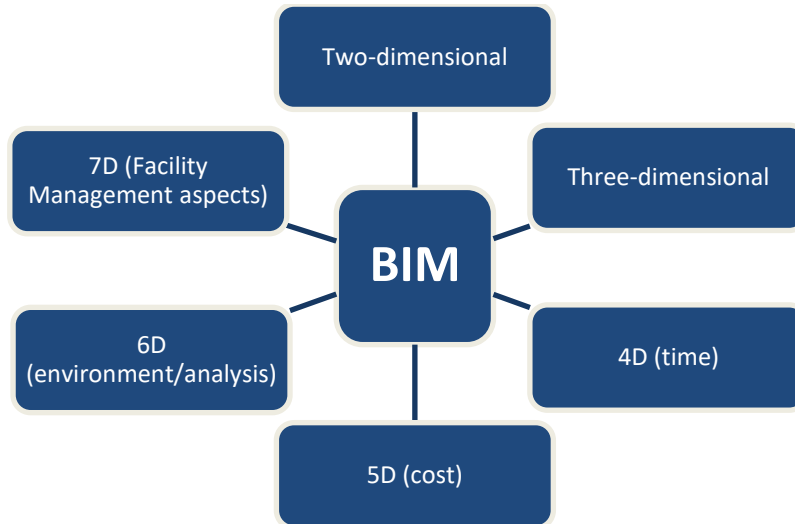 Two-dimensional
7D (Facility
Management aspects)
Three-dimensional
BIM
6D
(environment/analysis)
4D (time)
5D (cost)